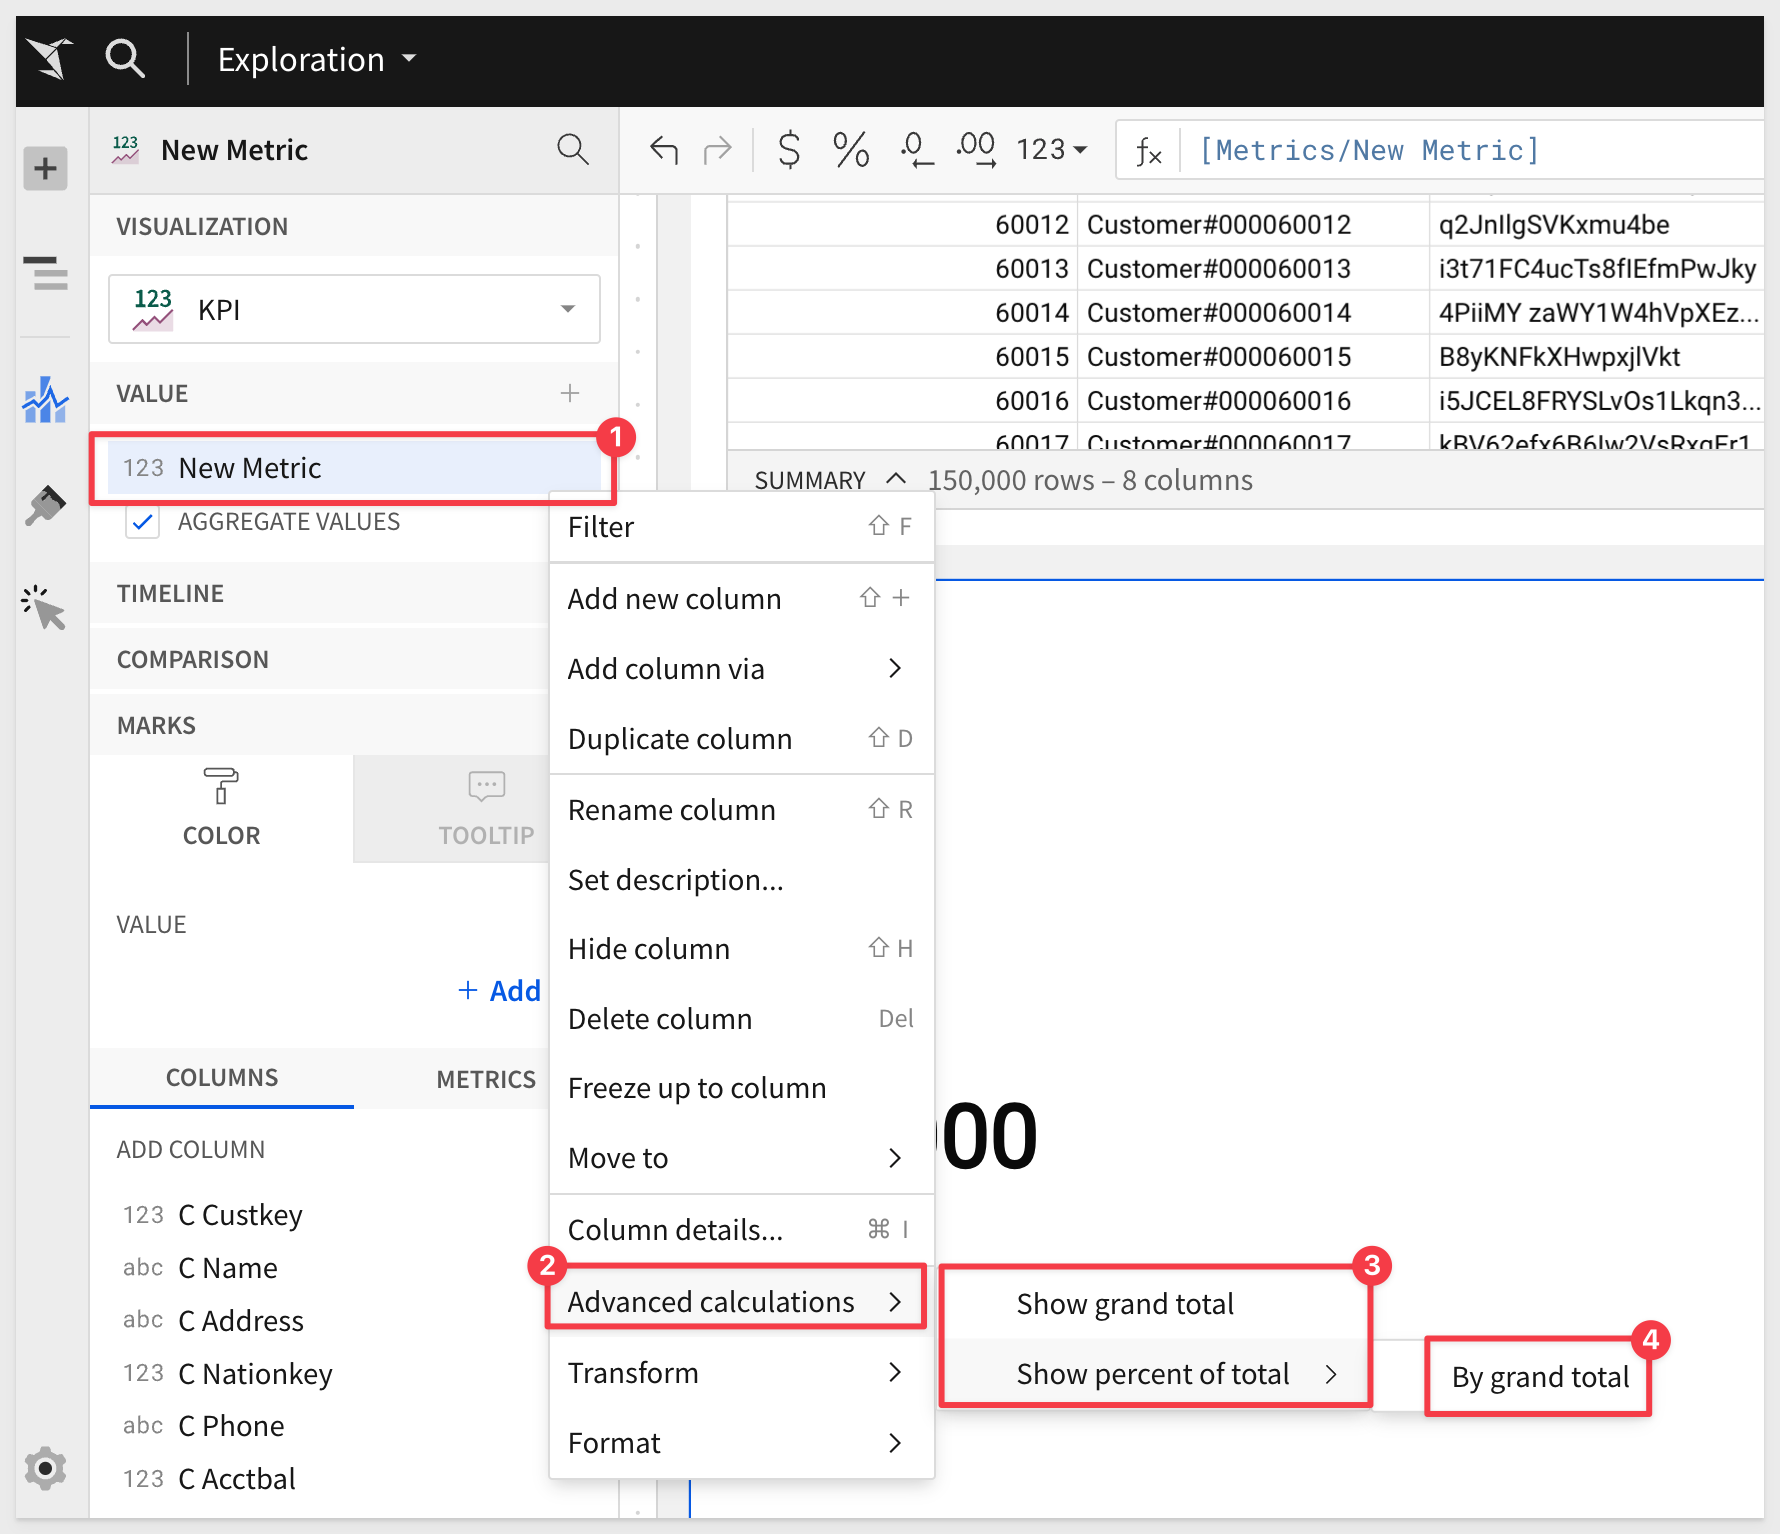 Exploration
123 New Metric
$ % .0 .00 123
fx [Metrics/New Metric]
VISUALIZATION
123 KPI
VALUE
1
123 New Metric
AGGREGATE VALUES
TIMELINE
COMPARISON
MARKS
COLOR
TOOLTIP
VALUE
+ Add
COLUMNS
METRICS
ADD COLUMN
123 C Custkey
abc C Name
abc C Address
123 C Nationkey
abc C Phone
123 C Acctbal
60012 Customer#000060012 q2JnIlgSVKxmu4be
60013 Customer#000060013 i3t71FC4ucTs8fIEfmPwJky
60014 Customer#000060014 4PiiMY zaWY1W4hVpXEz...
60015 Customer#000060015 B8yKNFkXHwpxjlVkt
60016 Customer#000060016 i5JCEL8FRYSLvOs1Lkqn3...
60017 Customer#000060017
SUMMARY 150,000 rows – 8 columns
Filter ⇧ F
Add new column ⇧ +
Add column via
Duplicate column ⇧ D
Rename column ⇧ R
Set description...
Hide column ⇧ H
Delete column Del
Freeze up to column
Move to
Column details... ⌘ I
2
Advanced calculations
Transform
Format
000
3
Show grand total
Show percent of total
4
By grand total